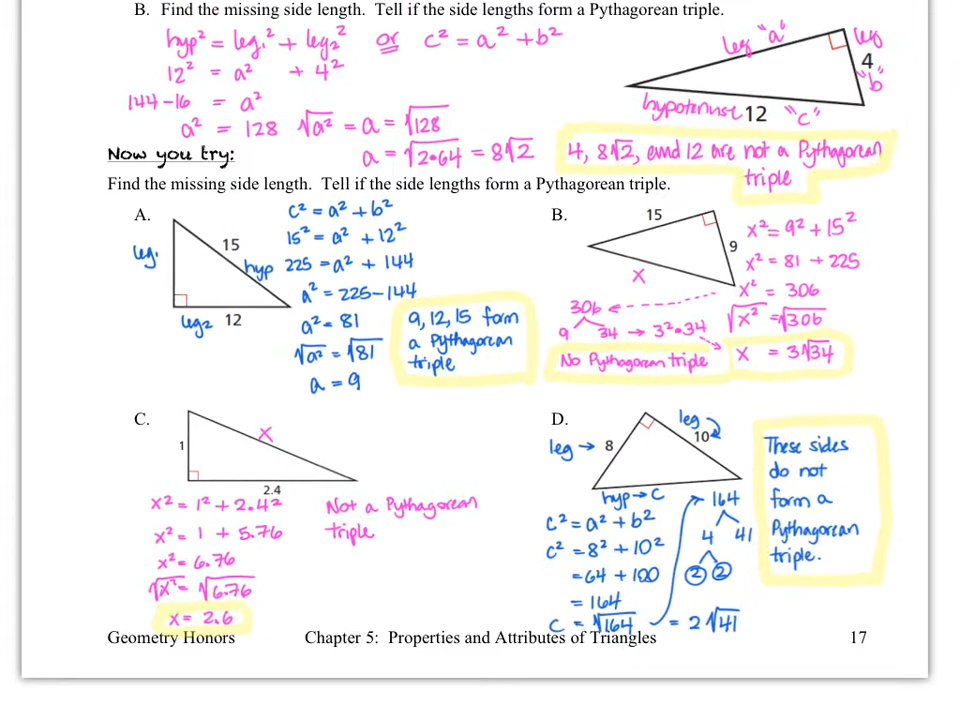 B. Find the missing side length. Tell if the side lengths form a Pythagorean triple.
hyp² = leg₁² + leg₂² or c² = a² + b²
12² = a² + 4²
144-16 = a²
a² = 128 √a² = a = √128
a = √2•64 = 8√2
leg "a"
leg
4
"b"
hypotenuse 12 "c"
4, 8√2, and 12 are not a Pythagorean
triple
Now you try:
Find the missing side length. Tell if the side lengths form a Pythagorean triple.
A.
leg₁
15
hyp
leg₂ 12
c² = a² + b²
15² = a² + 12²
225 = a² + 144
a² = 225-144
a² = 81
√a² = √81
a = 9
9, 12, 15 form
a Pythagorean
triple
B.
15
9
x
x² = 9² + 15²
x² = 81 + 225
x² = 306
√x² = √306
x = 3√34
306
9 34 → 3²•34
No Pythagorean triple
C.
1
x
2.4
x² = 1² + 2.4²
x² = 1 + 5.76
x² = 6.76
√x² = √6.76
x = 2.6
Not a Pythagorean
triple
D.
leg → 8
leg
10
hyp → c
c² = a² + b²
c² = 8² + 10²
= 64 + 100
= 164
c = √164 = 2√41
164
4 41
2 2
These sides
do not
form a
Pythagorean
triple.
Geometry Honors Chapter 5: Properties and Attributes of Triangles 17